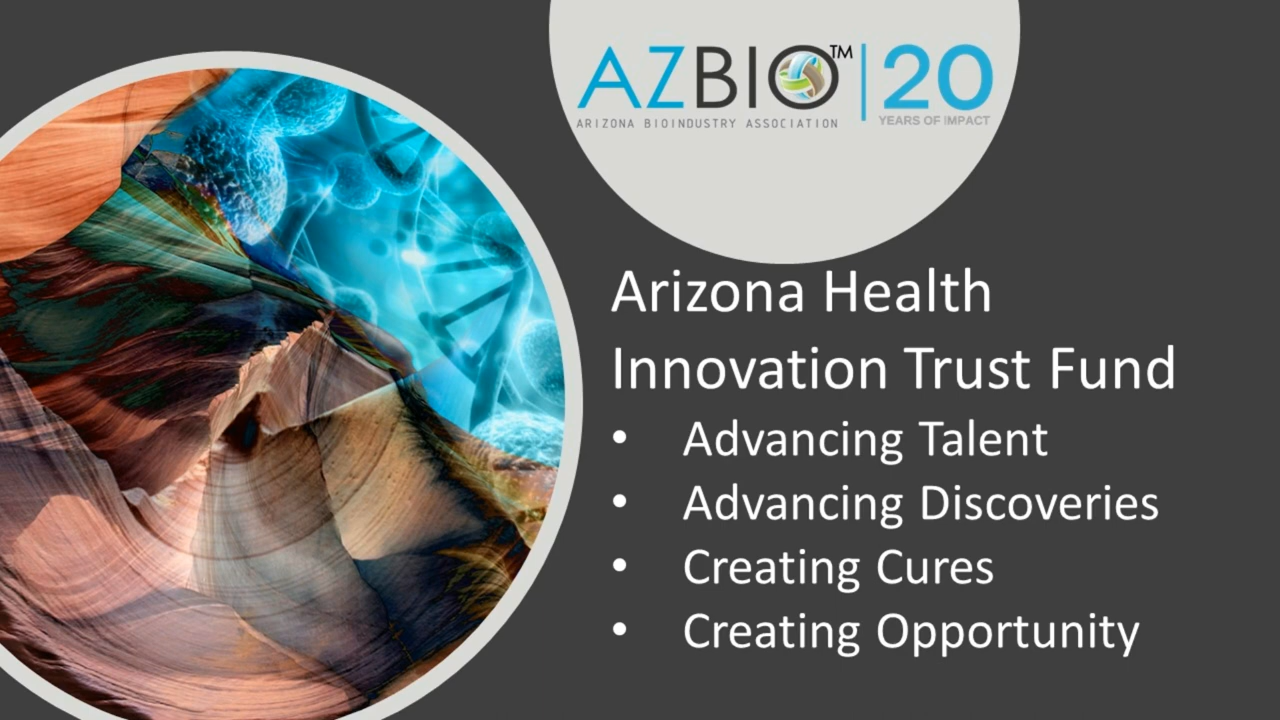 AZBIO™ | 20
ARIZONA BIOINDUSTRY ASSOCIATION YEARS OF IMPACT
Arizona Health
Innovation Trust Fund
• Advancing Talent
• Advancing Discoveries
• Creating Cures
• Creating Opportunity